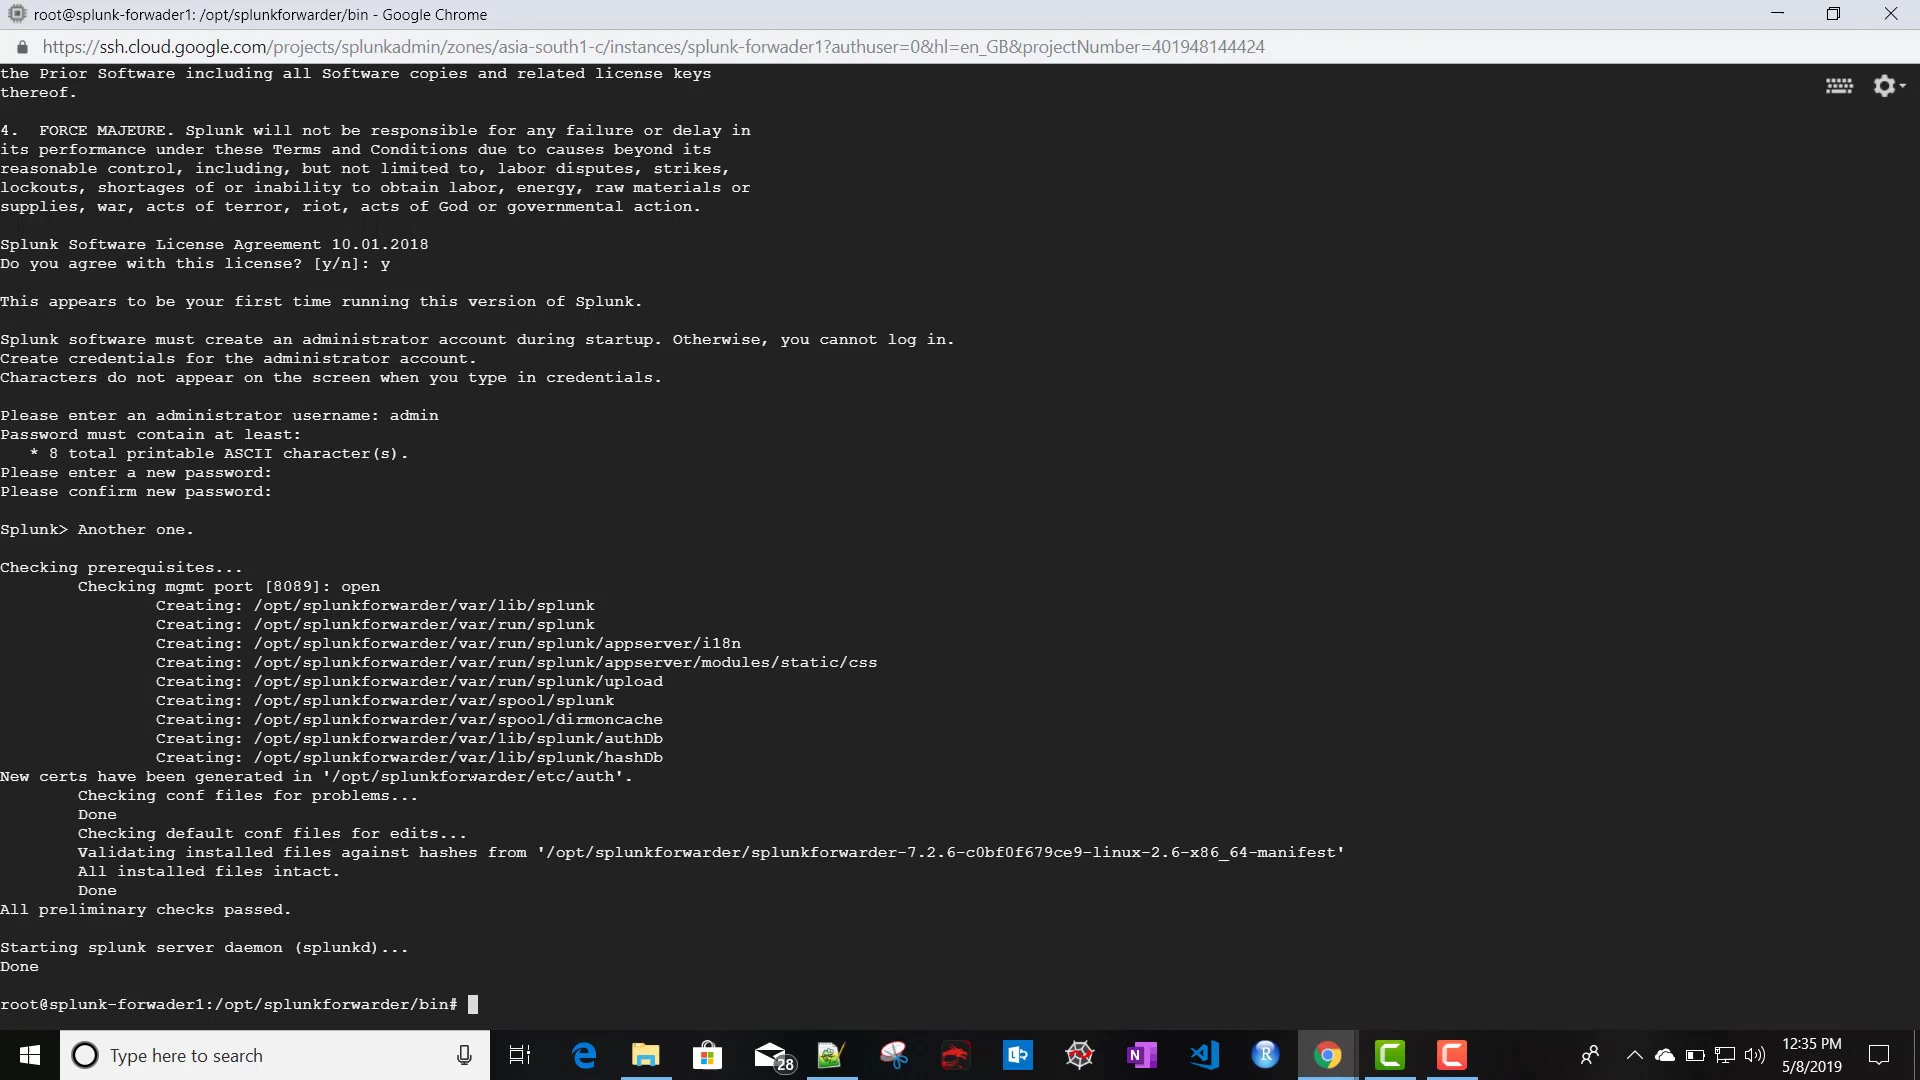 root@splunk-forwader1: /opt/splunkforwarder/bin - Google Chrome
https://ssh.cloud.google.com/projects/splunkadmin/zones/asia-south1-c/instances/splunk-forwader1?authuser=0&hl=en_GB&projectNumber=401948144424
the Prior Software including all Software copies and related license keys
thereof.
4.  FORCE MAJEURE. Splunk will not be responsible for any failure or delay in
its performance under these Terms and Conditions due to causes beyond its
reasonable control, including, but not limited to, labor disputes, strikes,
lockouts, shortages of or inability to obtain labor, energy, raw materials or
supplies, war, acts of terror, riot, acts of God or governmental action.
Splunk Software License Agreement 10.01.2018
Do you agree with this license? [y/n]: y
This appears to be your first time running this version of Splunk.
Splunk software must create an administrator account during startup. Otherwise, you cannot log in.
Create credentials for the administrator account.
Characters do not appear on the screen when you type in credentials.
Please enter an administrator username: admin
Password must contain at least:
   * 8 total printable ASCII character(s).
Please enter a new password:
Please confirm new password:
Splunk> Another one.
Checking prerequisites...
Checking mgmt port [8089]: open
Creating: /opt/splunkforwarder/var/lib/splunk
Creating: /opt/splunkforwarder/var/run/splunk
Creating: /opt/splunkforwarder/var/run/splunk/appserver/i18n
Creating: /opt/splunkforwarder/var/run/splunk/appserver/modules/static/css
Creating: /opt/splunkforwarder/var/run/splunk/upload
Creating: /opt/splunkforwarder/var/spool/splunk
Creating: /opt/splunkforwarder/var/spool/dirmoncache
Creating: /opt/splunkforwarder/var/lib/splunk/authDb
Creating: /opt/splunkforwarder/var/lib/splunk/hashDb
New certs have been generated in '/opt/splunkforwarder/etc/auth'.
Checking conf files for problems...
Done
Checking default conf files for edits...
Validating installed files against hashes from '/opt/splunkforwarder/splunkforwarder-7.2.6-c0bf0f679ce9-linux-2.6-x86_64-manifest'
All installed files intact.
Done
All preliminary checks passed.
Starting splunk server daemon (splunkd)...
Done
root@splunk-forwader1:/opt/splunkforwarder/bin#
Type here to search
28
12:35 PM
5/8/2019